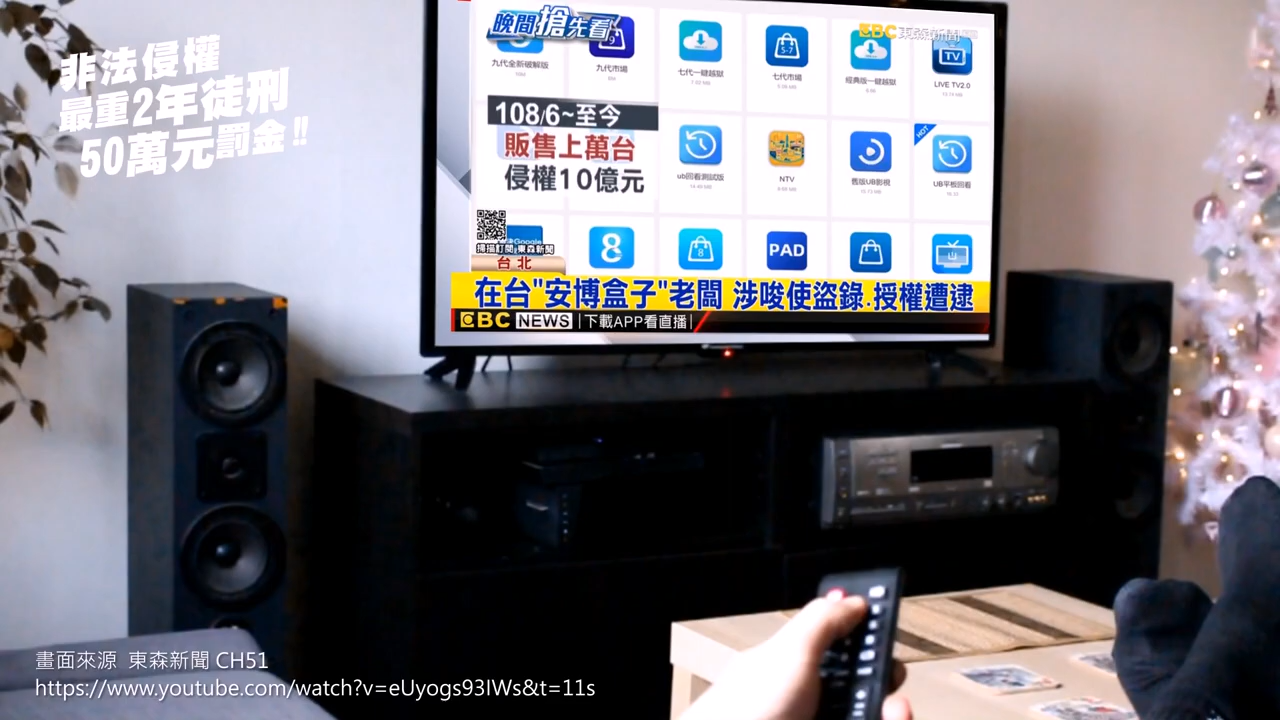 非法侵權
最重2年徒刑
50萬元罰金!!
晚間搶先看
EBC 東森新聞
九代全新破解版
九代市場
七代一鍵越獄
七代市場
經典版一鍵越獄
LIVE TV2.0
108/6~至今
販售上萬台
侵權10億元
ub回看測試版
NTV
舊版UB影視
HOT
UB平板回看
掃描訂閱 東森新聞
台北
8
PAD
在台"安博盒子"老闆 涉唆使盜錄.授權遭逮
EBC NEWS 下載APP看直播
畫面來源 東森新聞 CH51
https://www.youtube.com/watch?v=eUyogs93lWs&t=11s